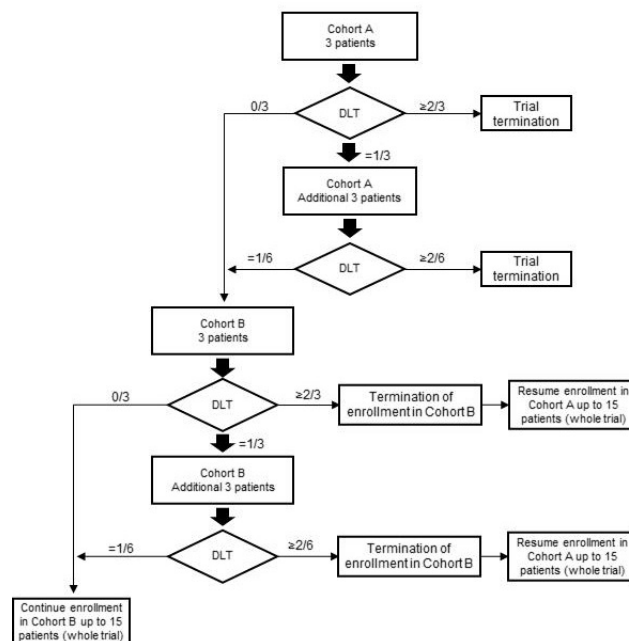 Cohort A
3 patients
0/3
DLT
≥2/3
Trial
termination
=1/3
Cohort A
Additional 3 patients
=1/6
DLT
≥2/6
Trial
termination
Cohort B
3 patients
0/3
DLT
≥2/3
Termination of
enrollment in Cohort B
Resume enrollment in
Cohort A up to 15
patients (whole trial)
=1/3
Cohort B
Additional 3 patients
=1/6
DLT
≥2/6
Termination of
enrollment in Cohort B
Resume enrollment in
Cohort A up to 15
patients (whole trial)
Continue enrollment
in Cohort B up to 15
patients (whole trial)